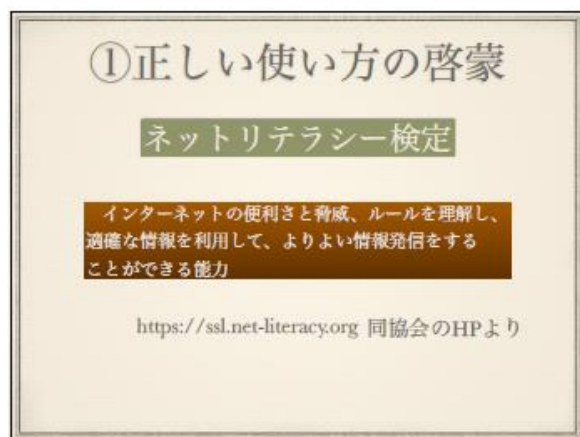 ①正しい使い方の啓蒙
ネットリテラシー検定
インターネットの便利さと脅威、ルールを理解し、
適確な情報を利用して、よりよい情報発信をする
ことができる能力
https://ssl.net-literacy.org 同協会のHPより